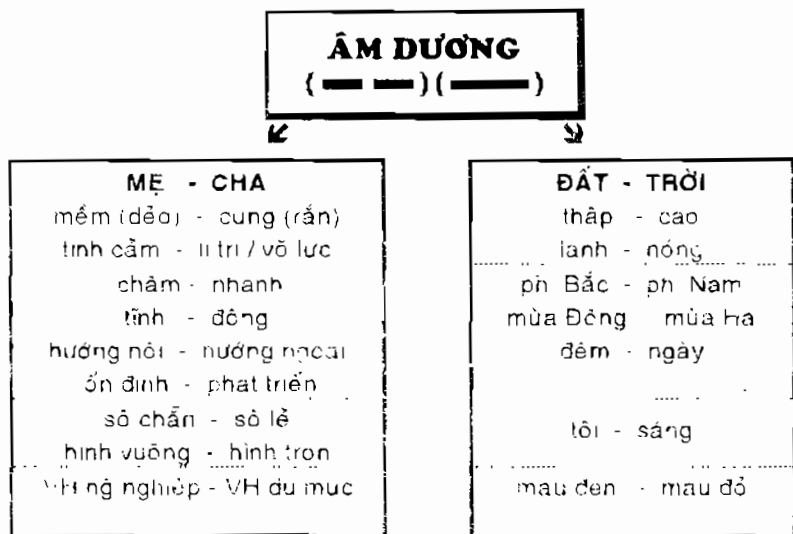 ÂM DƯƠNG
( — — ) ( —— )
MẸ - CHA
mềm (dẻo) - cứng (rắn)
tình cảm - lí trí / võ lực
chậm - nhanh
tĩnh - động
hướng nội - hướng ngoại
ổn định - phát triển
số chẵn - số lẻ
hình vuông - hình tròn
VH ng nghiệp - VH du mục
ĐẤT - TRỜI
thấp - cao
lạnh - nóng
ph Bắc - ph Nam
mùa Đông mùa Hạ
đêm - ngày
tối - sáng
màu đen - màu đỏ